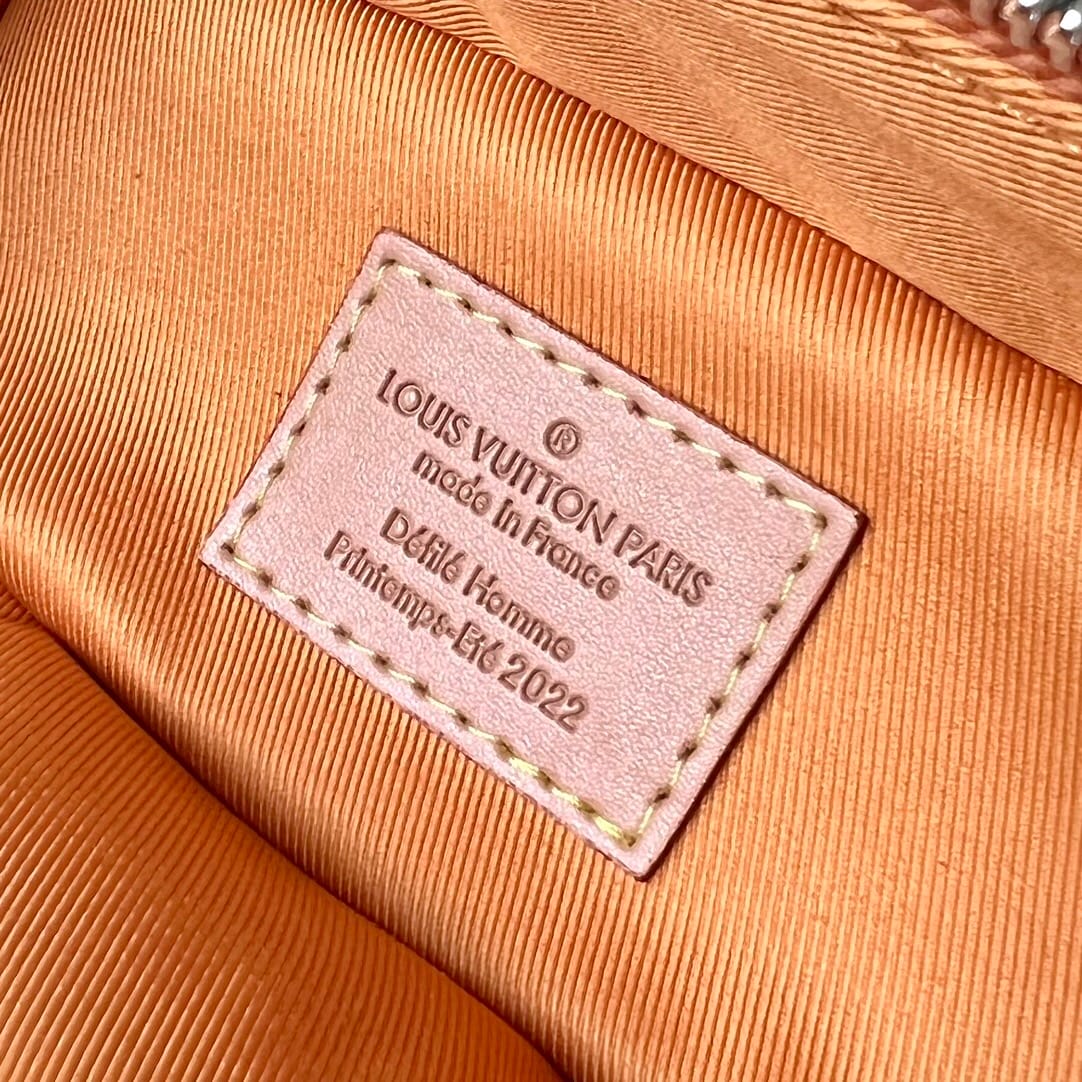 ®
LOUIS VUITTON PARIS
made in France
Défilé Homme
Printemps-Eté 2022